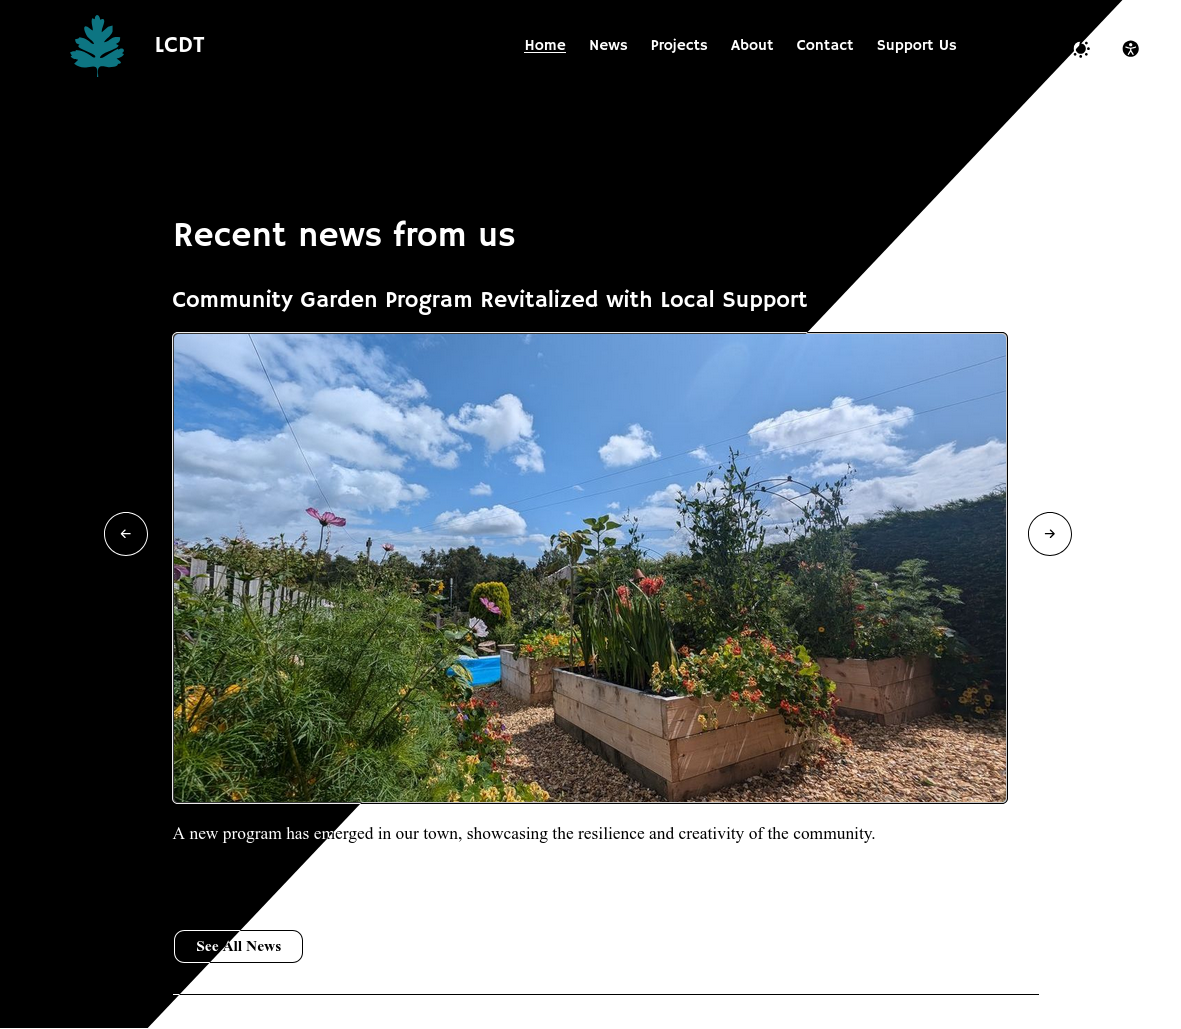 LCDT
Home News Projects About Contact Support Us
Recent news from us
Community Garden Program Revitalized with Local Support
A new program has emerged in our town, showcasing the resilience and creativity of the community.
See All News